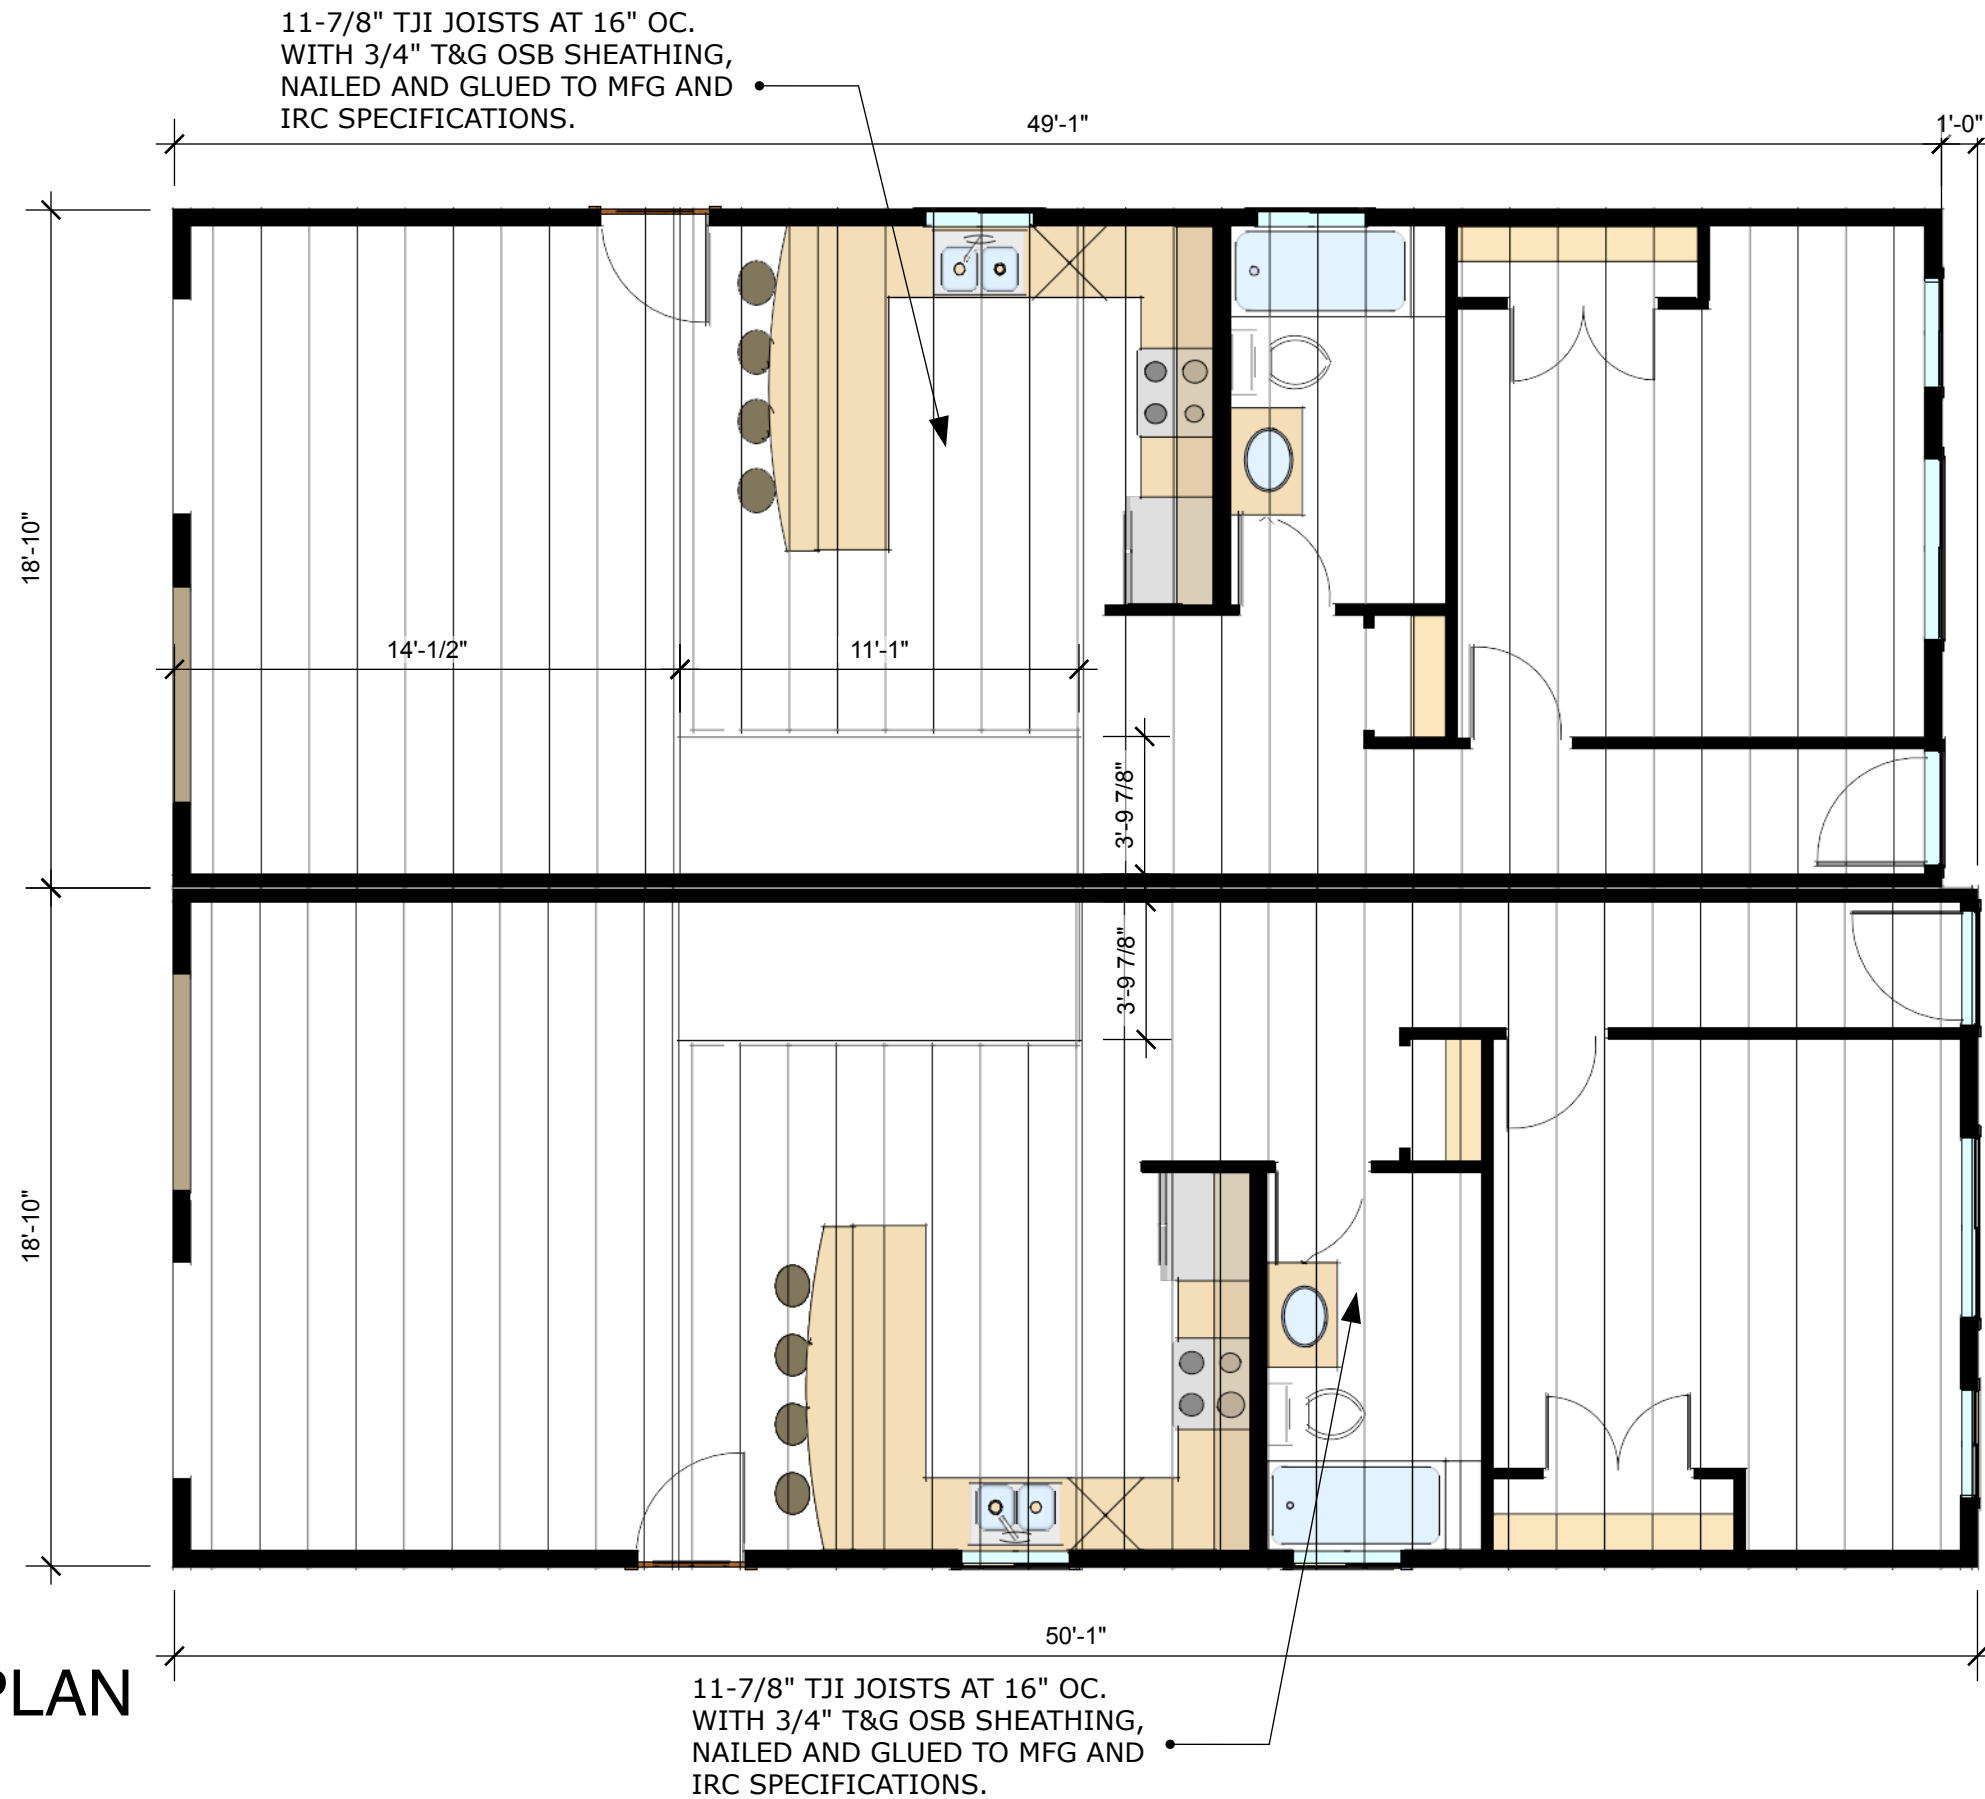 11-7/8" TJI JOISTS AT 16" OC.
WITH 3/4" T&G OSB SHEATHING,
NAILED AND GLUED TO MFG AND
IRC SPECIFICATIONS.
49'-1"
1'-0"
18'-10"
14'-1/2"
11'-1"
3'-9 7/8"
3'-9 7/8"
18'-10"
50'-1"
PLAN
11-7/8" TJI JOISTS AT 16" OC.
WITH 3/4" T&G OSB SHEATHING,
NAILED AND GLUED TO MFG AND
IRC SPECIFICATIONS.